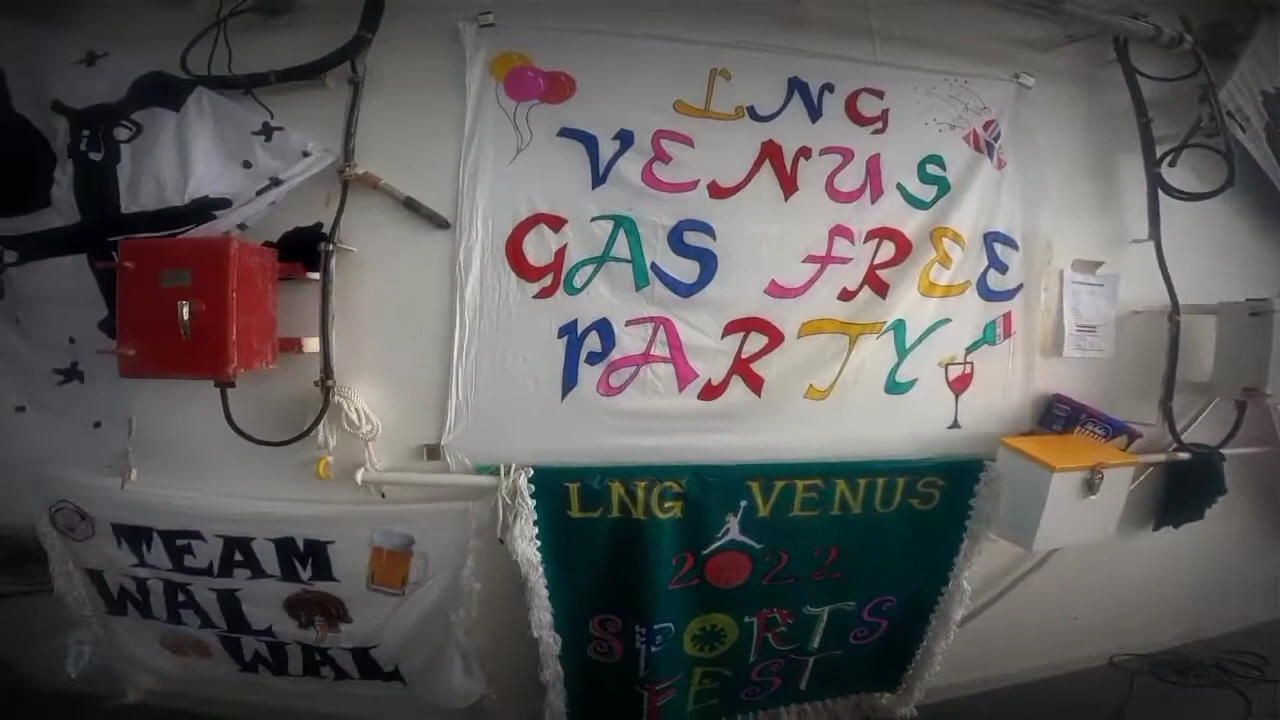 LNG
VENUS
GAS FREE
PARTY
LNG VENUS
2022
SPORTS
FEST
TEAM
WAL
WAL